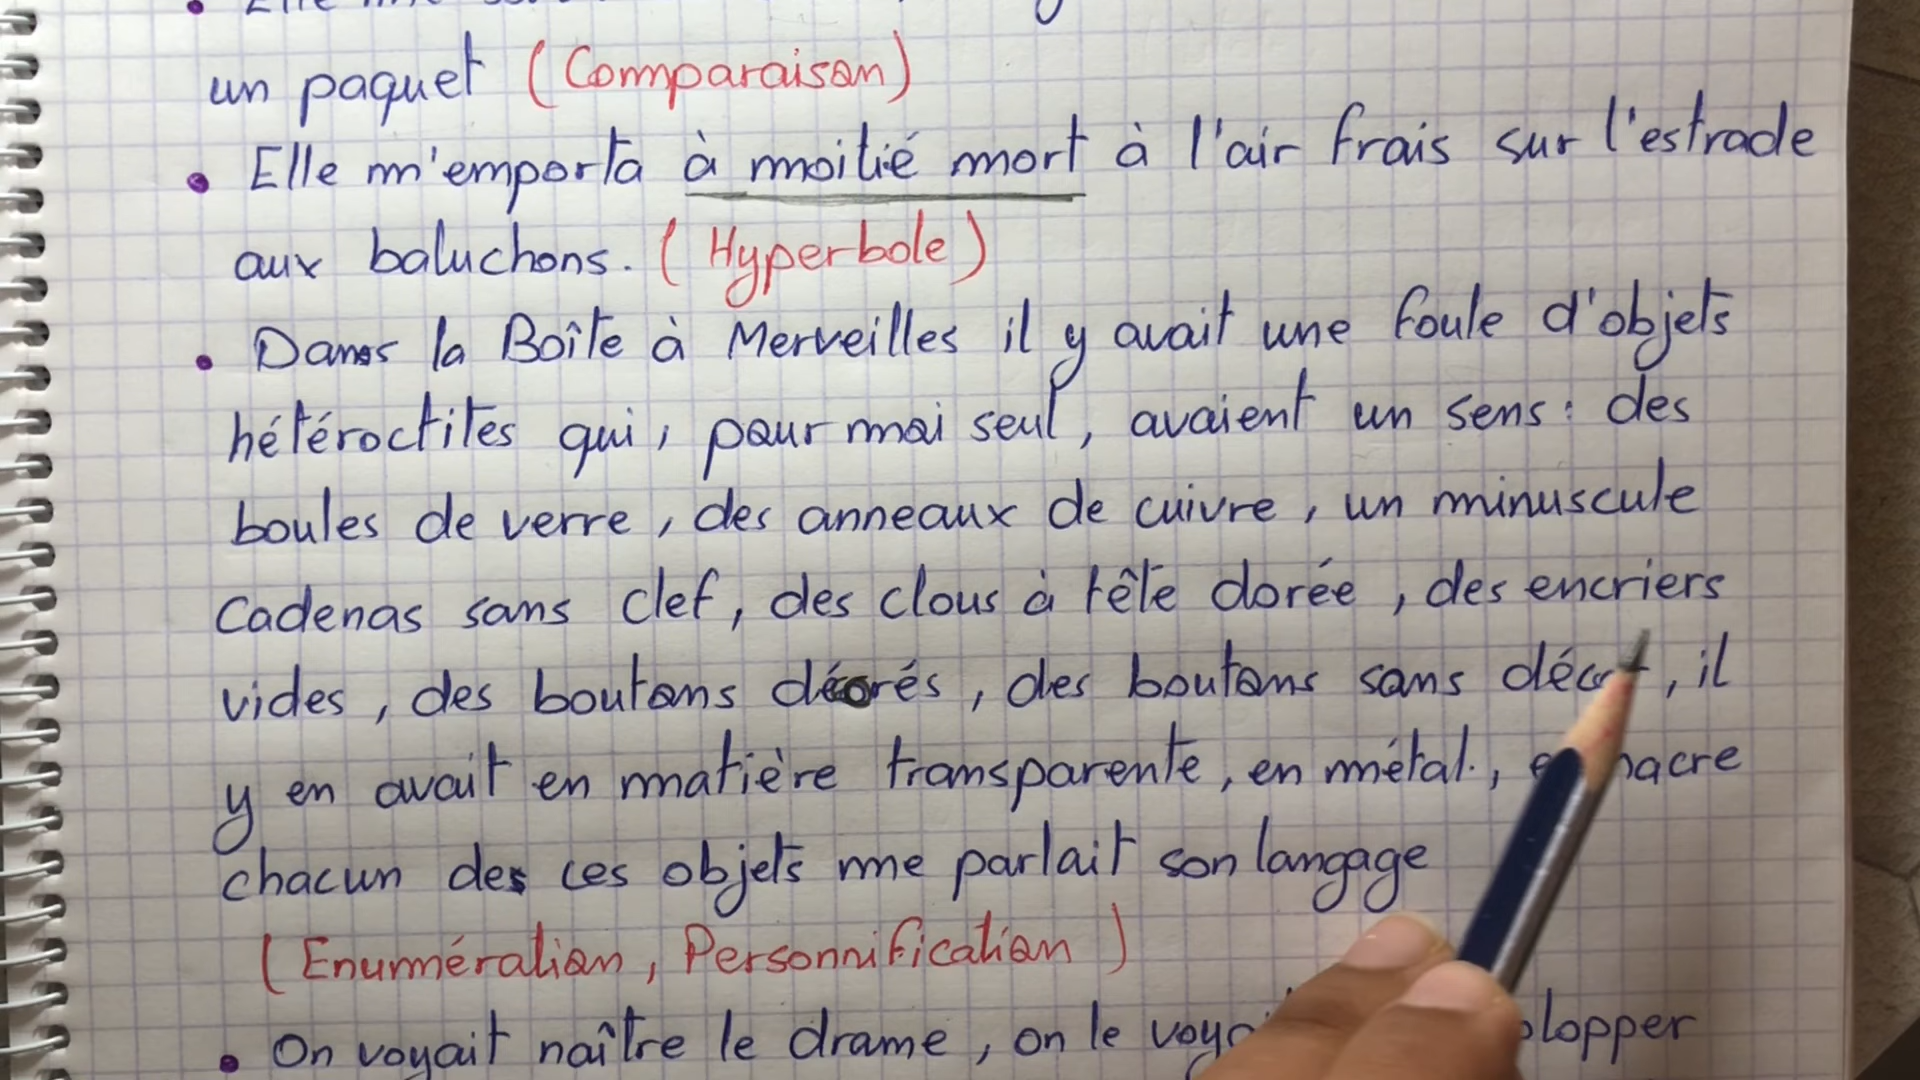 un paquet (Comparaison)
• Elle m'emporta à moitié mort à l'air frais sur l'estrade
aux baluchons. (Hyperbole)
• Dans la Boîte à Merveilles il y avait une foule d'objets
hétéroctites qui, pour moi seul, avaient un sens : des
boules de verre, des anneaux de cuivre, un minuscule
Cadenas sans clef, des clous à tête dorée, des encriers
vides, des boutons décorés, des boutons sans , il
y en avait en matière transparente, en métal., nacre
chacun des ces objets me parlait son langage
(Enumération, Personnification)
• On voyait naître le drame, on le